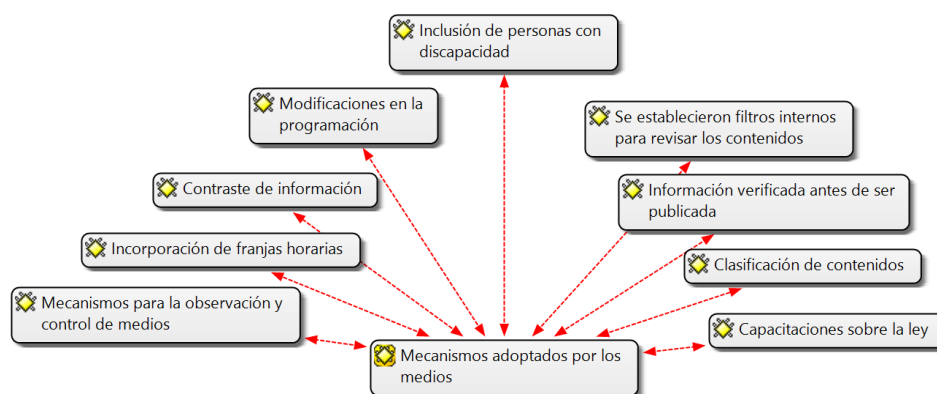 Inclusión de personas con
discapacidad
Modificaciones en la
programación
Se establecieron filtros internos
para revisar los contenidos
Contraste de información
Información verificada antes de ser
publicada
Incorporación de franjas horarias
Clasificación de contenidos
Mecanismos para la observación y
control de medios
Capacitaciones sobre la ley
Mecanismos adoptados por los
medios